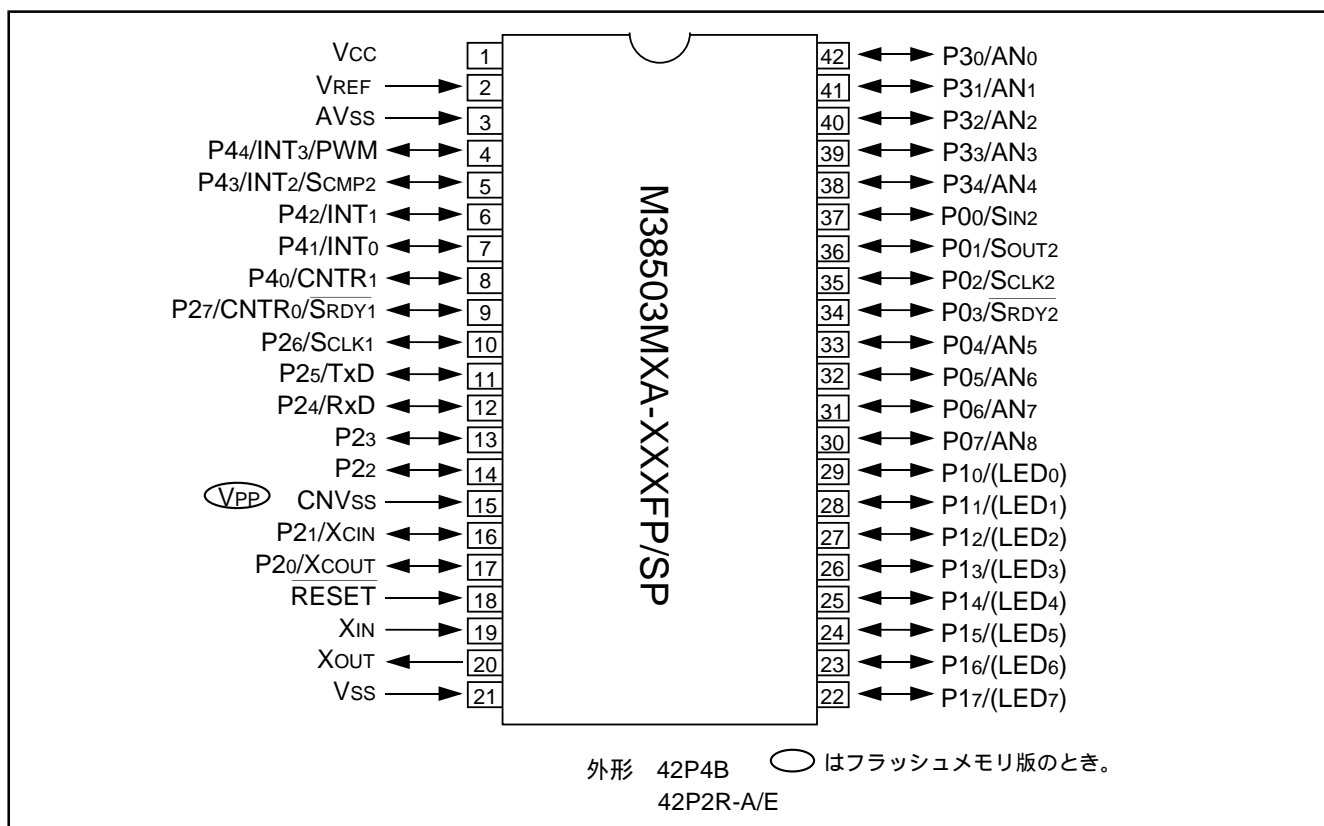 VCC 1
VREF 2
AVSS 3
P44/INT3/PWM 4
P43/INT2/SCMP2 5
P42/INT1 6
P41/INT0 7
P40/CNTR1 8
P27/CNTR0/SRDY1 9
P26/SCLK1 10
P25/TxD 11
P24/RxD 12
P23 13
P22 14
VPP CNVSS 15
P21/XCIN 16
P20/XCOUT 17
RESET 18
XIN 19
XOUT 20
VSS 21
M38503MXA-XXXFP/SP
42 P30/AN0
41 P31/AN1
40 P32/AN2
39 P33/AN3
38 P34/AN4
37 P00/SIN2
36 P01/SOUT2
35 P02/SCLK2
34 P03/SRDY2
33 P04/AN5
32 P05/AN6
31 P06/AN7
30 P07/AN8
29 P10/(LED0)
28 P11/(LED1)
27 P12/(LED2)
26 P13/(LED3)
25 P14/(LED4)
24 P15/(LED5)
23 P16/(LED6)
22 P17/(LED7)
外形 42P4B
42P2R-A/E
はフラッシュメモリ版のとき。